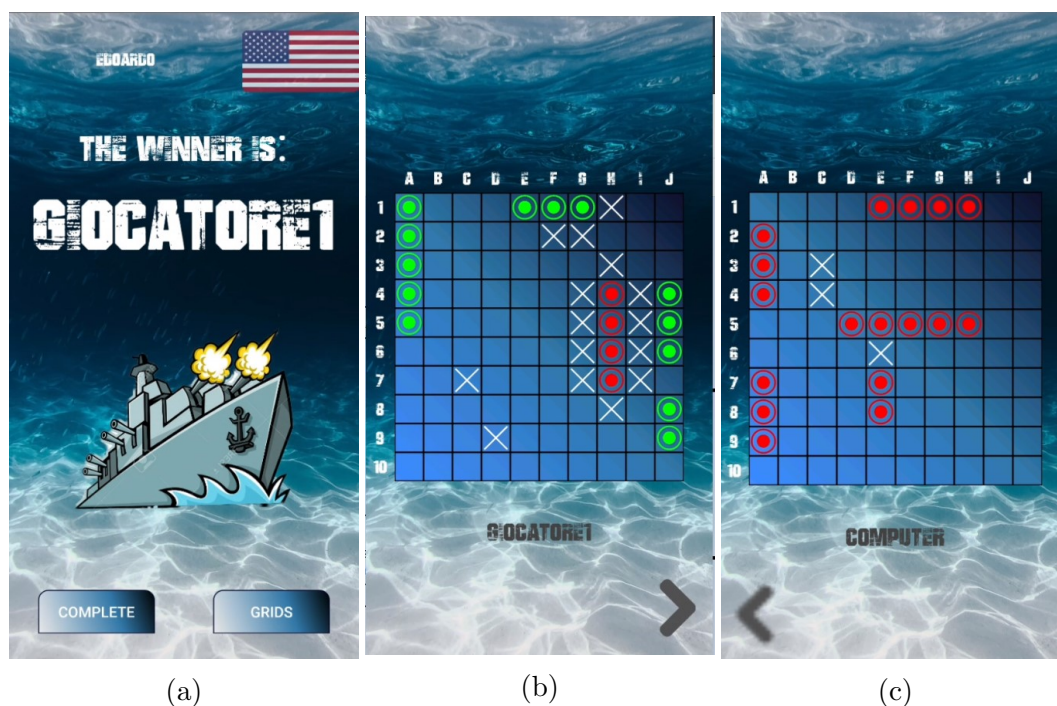 EDOARDO
THE WINNER IS:
GIOCATORE1
COMPLETE GRIDS
(a)
A B C D E F G H I J
1
2
3
4
5
6
7
8
9
10
GIOCATORE1
(b)
A B C D E F G H I J
1
2
3
4
5
6
7
8
9
10
COMPUTER
(c)